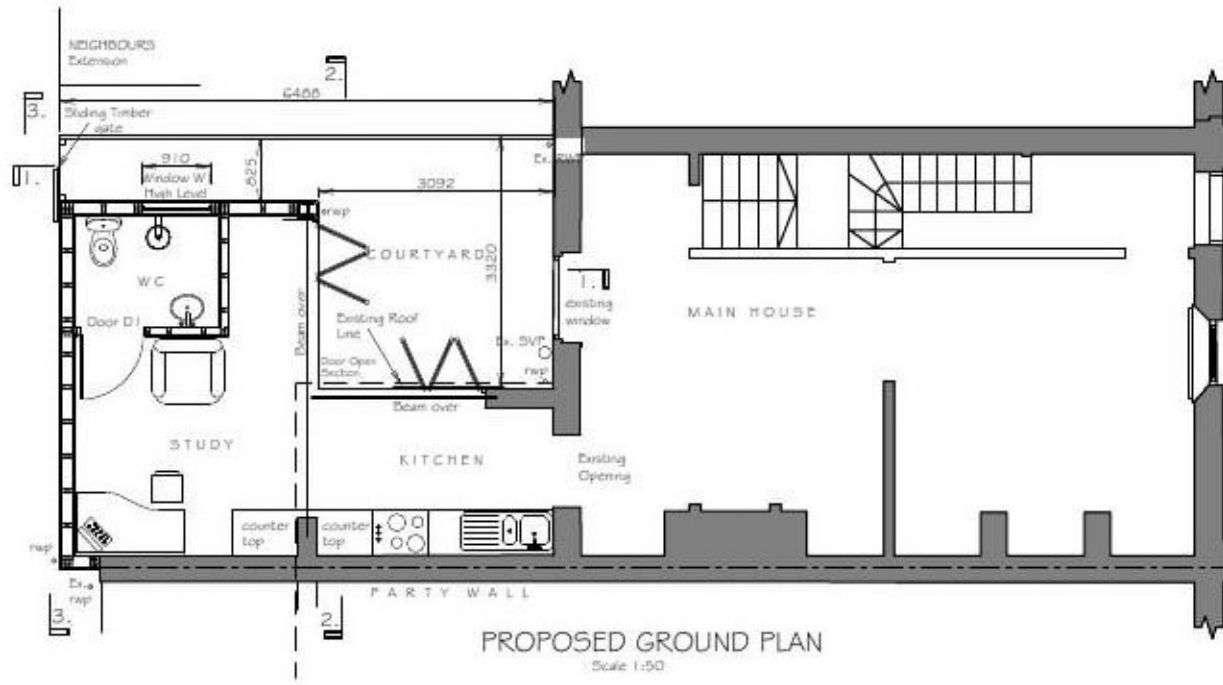 NEIGHBOURS
Extension
2.
6488
3.
Sliding Timber
gate
1.
910
Window W1
High Level
825
3092
rwp
3320
COURTYARD
WC
1.
existing
window
MAIN HOUSE
Door D1
Beam over
Existing Roof
Line
Ex. SVP
rwp
Door Open
Section
Beam over
STUDY
KITCHEN
Existing
Opening
counter
top
counter
top
rwp
Ex.
rwp
PARTY WALL
3.
2.
PROPOSED GROUND PLAN
Scale 1:50